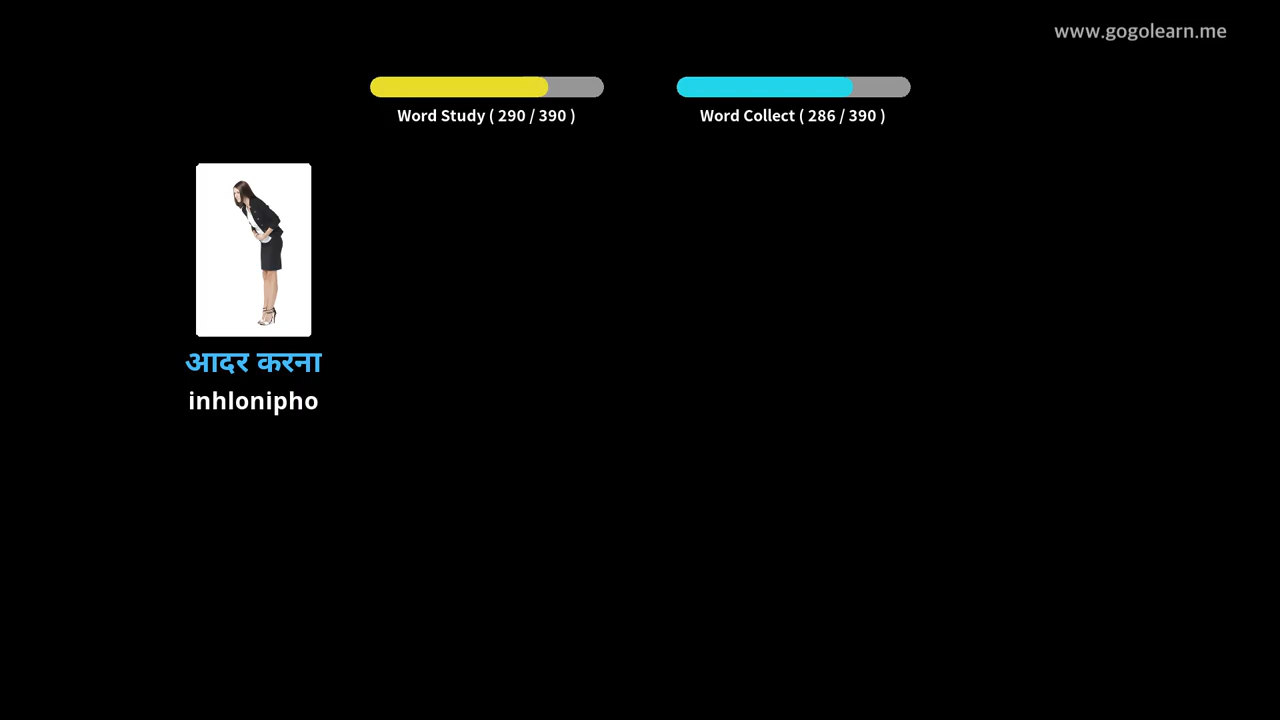 www.gogolearn.me
Word Study ( 290 / 390 )
Word Collect ( 286 / 390 )
आदर करना
inhlonipho